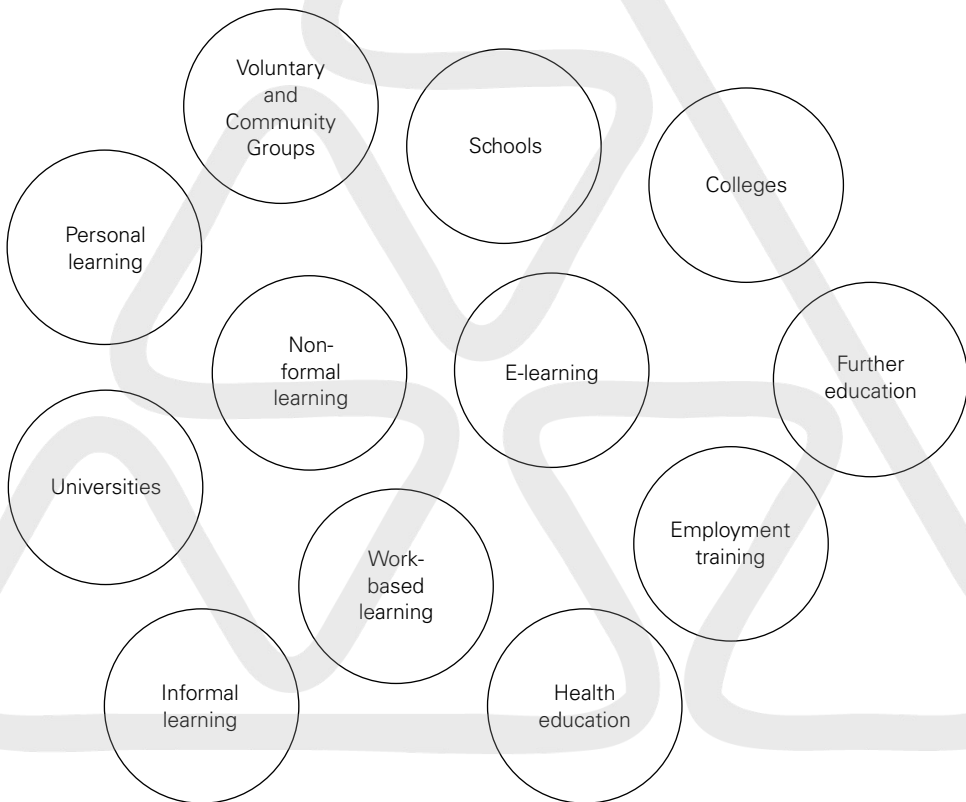 Voluntary
and
Community
Groups
Schools
Colleges
Personal
learning
Non-
formal
learning
E-learning
Further
education
Universities
Work-
based
learning
Employment
training
Informal
learning
Health
education